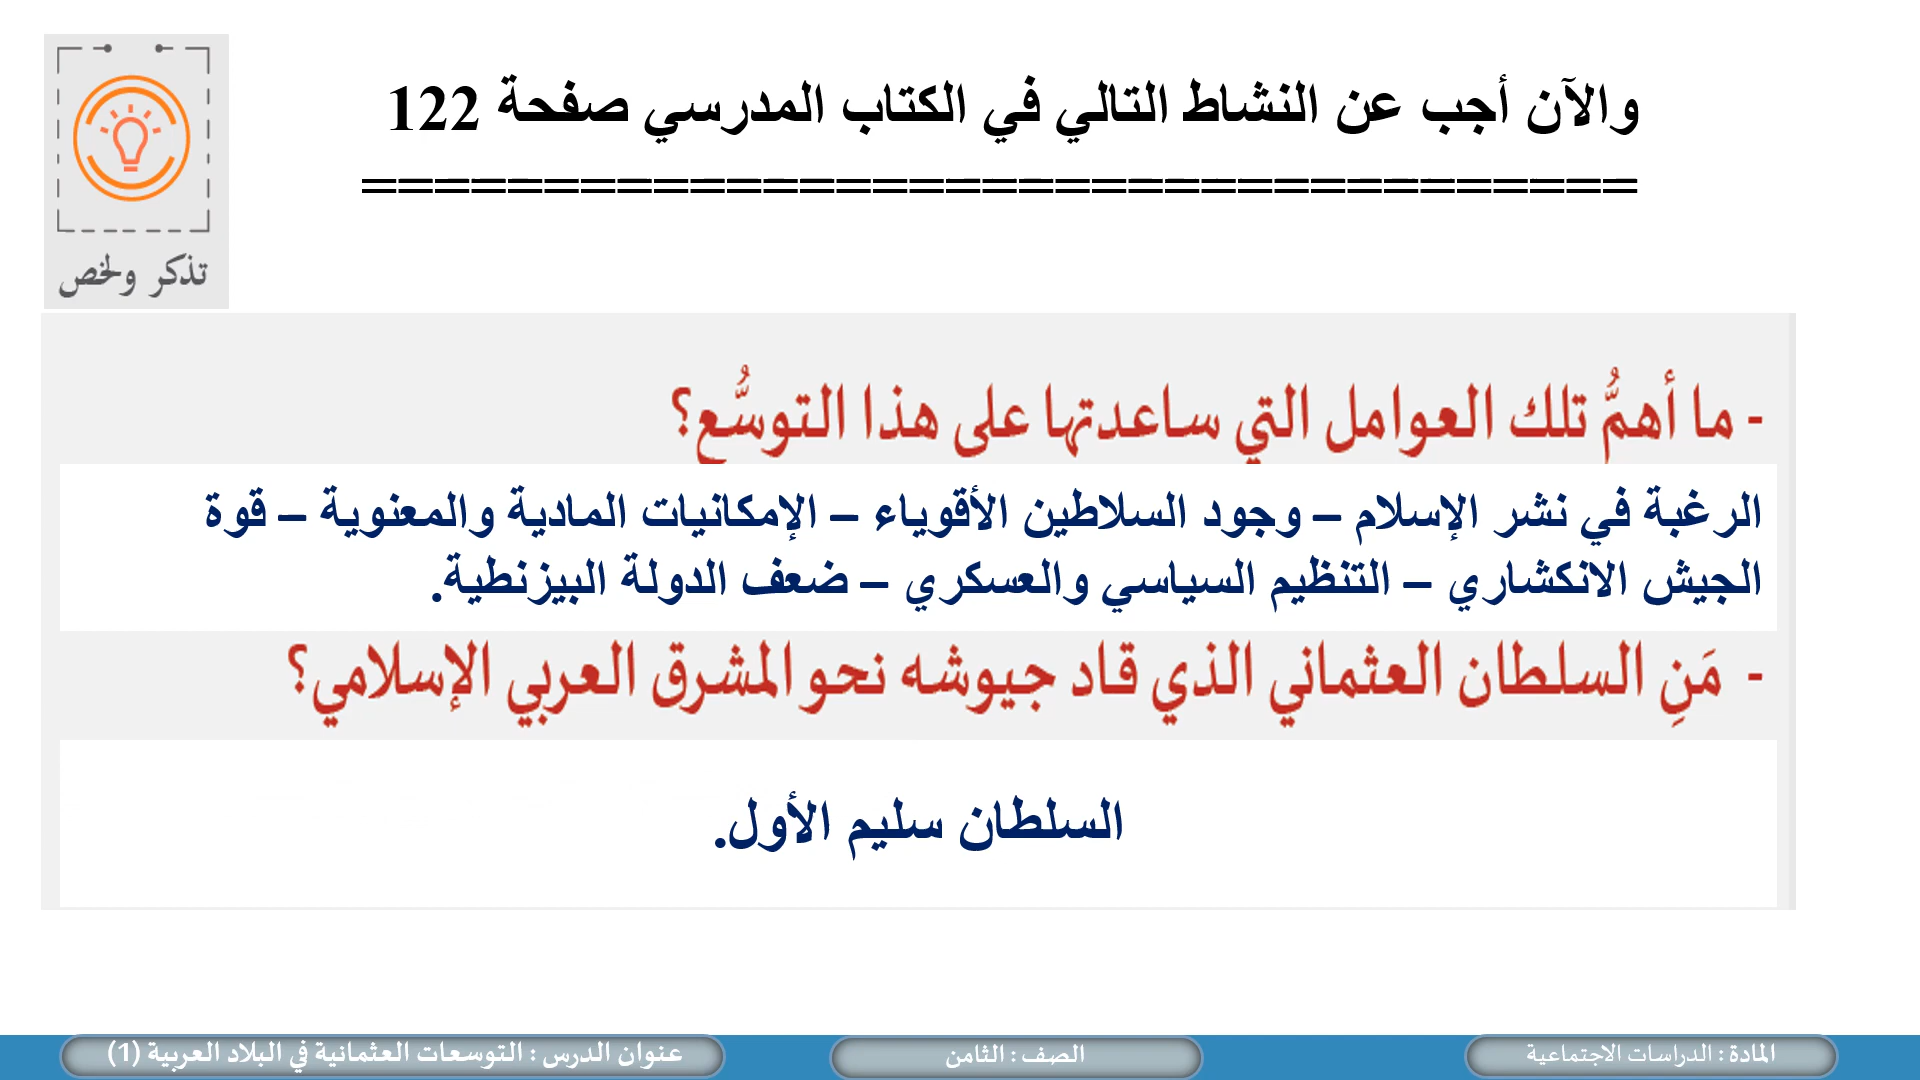 والآن أجب عن النشاط التالي في الكتاب المدرسي صفحة 122
===================================
تذكر ولخص
- ما أهمُّ تلك العوامل التي ساعدتها على هذا التوسُّع؟
الرغبة في نشر الإسلام – وجود السلاطين الأقوياء – الإمكانيات المادية والمعنوية – قوة
الجيش الانكشاري – التنظيم السياسي والعسكري – ضعف الدولة البيزنطية.
- مَنِ السلطان العثماني الذي قاد جيوشه نحو المشرق العربي الإسلامي؟
السلطان سليم الأول.
المادة : الدراسات الاجتماعية
الصف : الثامن
عنوان الدرس : التوسعات العثمانية في البلاد العربية (1)